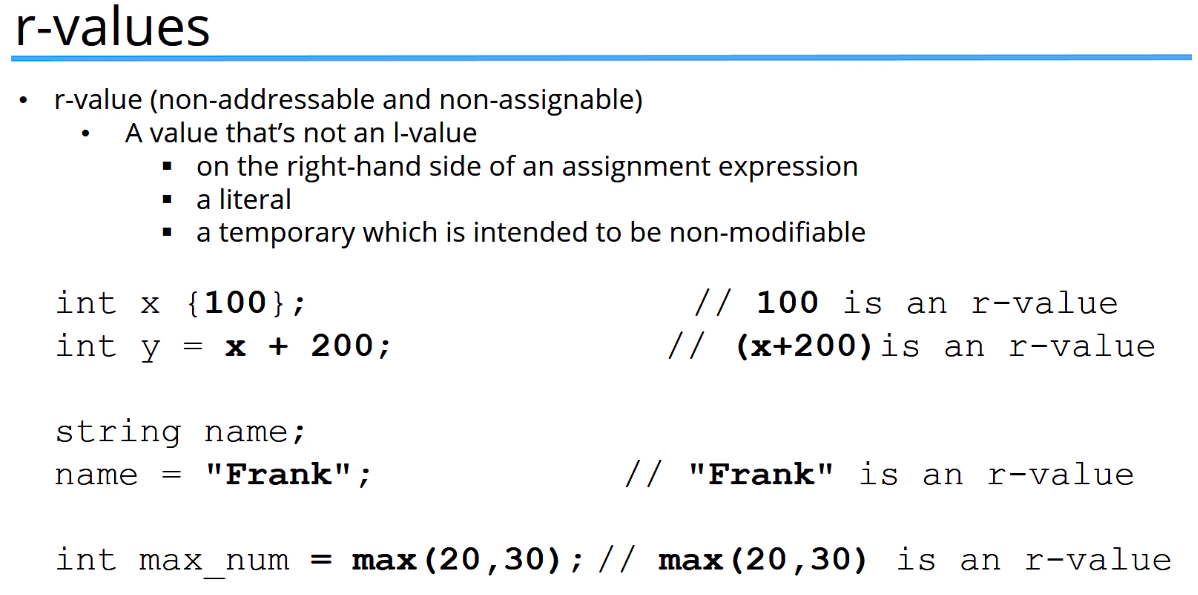 r-values
• r-value (non-addressable and non-assignable)
• A value that’s not an l-value
▪ on the right-hand side of an assignment expression
▪ a literal
▪ a temporary which is intended to be non-modifiable
int x {100}; // 100 is an r-value
int y = x + 200; // (x+200)is an r-value
string name;
name = "Frank"; // "Frank" is an r-value
int max_num = max(20,30); // max(20,30) is an r-value